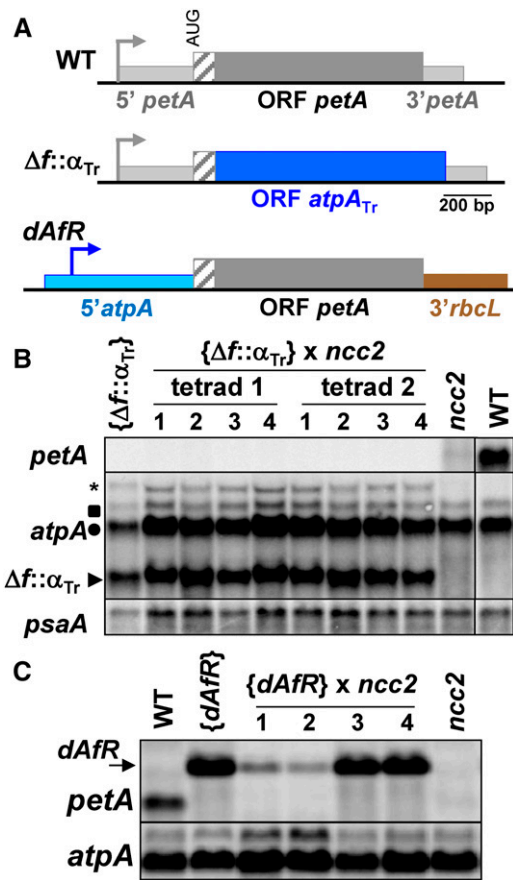 A
WT
AUG
5' petA
ORF petA
3'petA
Δf::αTr
ORF atpATr
200 bp
dAfR
5'atpA
ORF petA
3'rbcL
B
{Δf::αTr}
{Δf::αTr} x ncc2
tetrad 1
tetrad 2
1 2 3 4 1 2 3 4
ncc2
WT
petA
*
atpA
Δf::αTr
psaA
C
WT
{dAfR}
{dAfR} x ncc2
1 2 3 4
ncc2
dAfR
petA
atpA